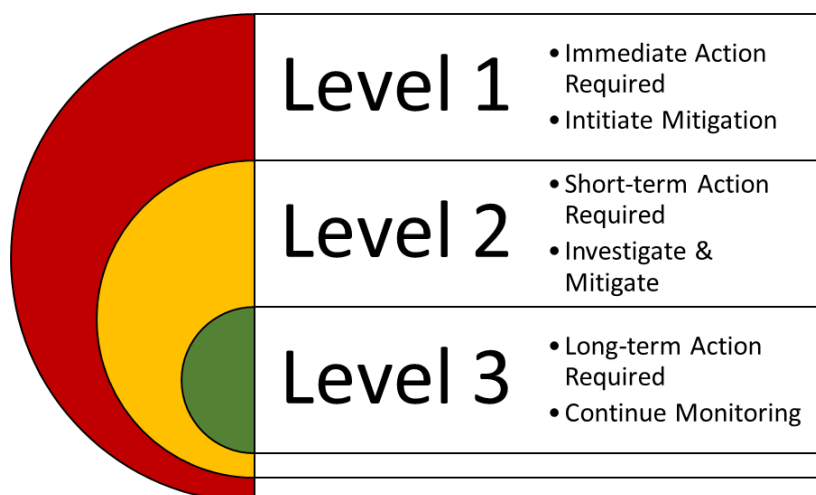 Level 1
• Immediate Action
Required
• Intitiate Mitigation
Level 2
• Short-term Action
Required
• Investigate &
Mitigate
Level 3
• Long-term Action
Required
• Continue Monitoring